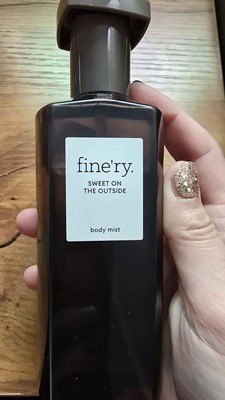 fine'ry.
SWEET ON
THE OUTSIDE
body mist